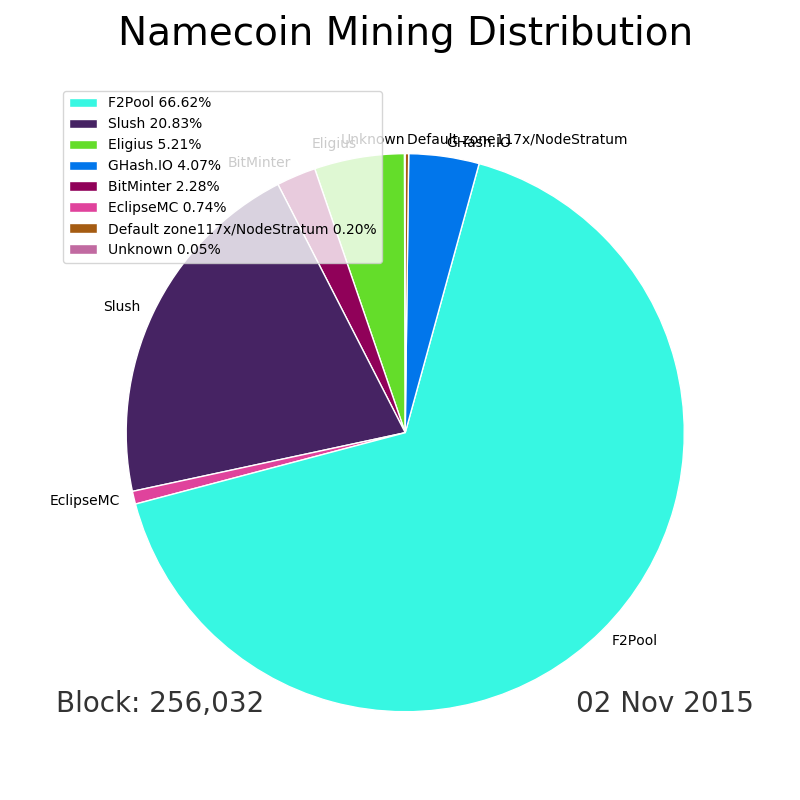 Namecoin Mining Distribution
F2Pool 66.62%
Slush 20.83%
Eligius 5.21%
GHash.IO 4.07%
BitMinter 2.28%
EclipseMC 0.74%
Default zone117x/NodeStratum 0.20%
Unknown 0.05%
Unknown
Default zone117x/NodeStratum
GHash.IO
Eligius
BitMinter
Slush
EclipseMC
F2Pool
Block: 256,032
02 Nov 2015